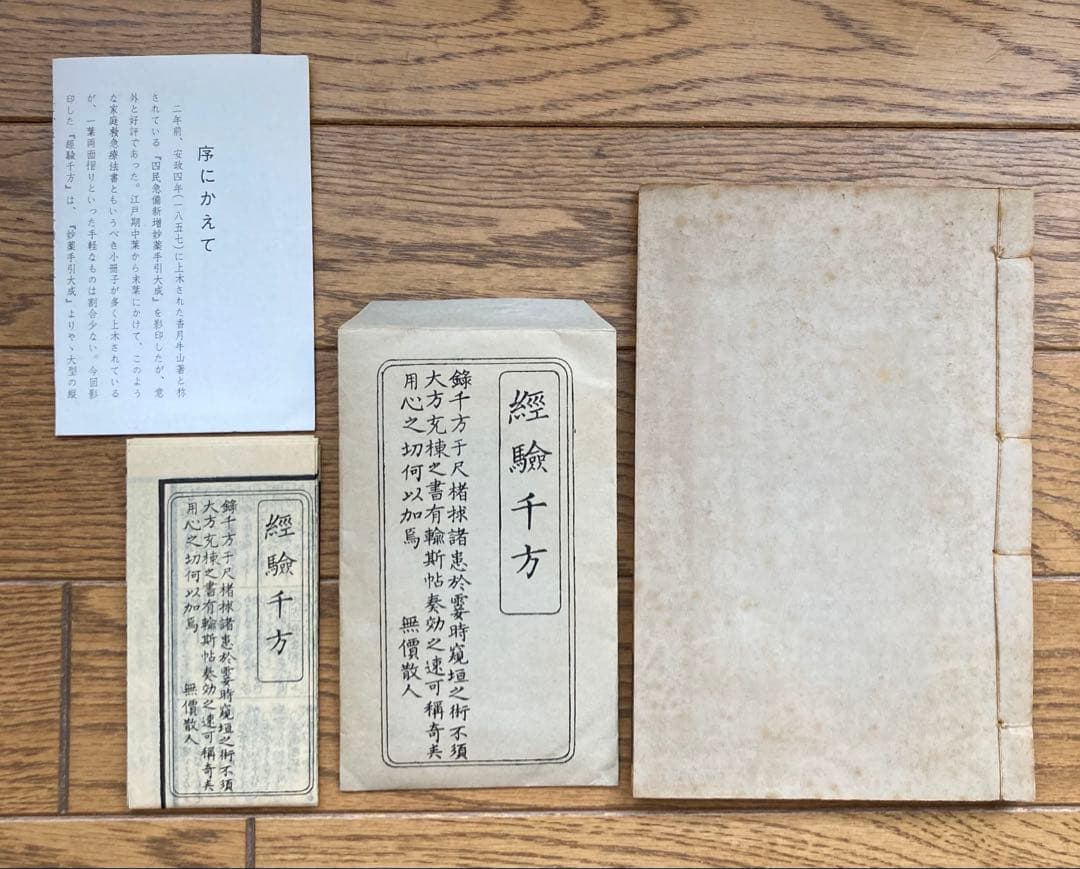 序にかえて
二年前、安政四年(一八五七)に上木された香月牛山著と称
されている『四民急備新増妙薬手引大成』を影印したが、意
外と好評であった。江戸期中葉から末葉にかけて、このよう
な家庭救急療法書ともいうべき小冊子が多く上木されている
が、一葉両面摺りといった手軽なものは割合少ない。今回影
印した『経験千方』は、『妙薬手引大成』よりやゝ大型の縦
經驗千方
錄千方于尺楮捄諸患於霎時窺垣之術不須
大方充棟之書有輸斯帖奏効之速可稱奇矣
用心之切何以加焉 無價散人
經驗千方
錄千方于尺楮捄諸患於霎時窺垣之術不須
大方充棟之書有輸斯帖奏効之速可稱奇矣
用心之切何以加焉 無價散人